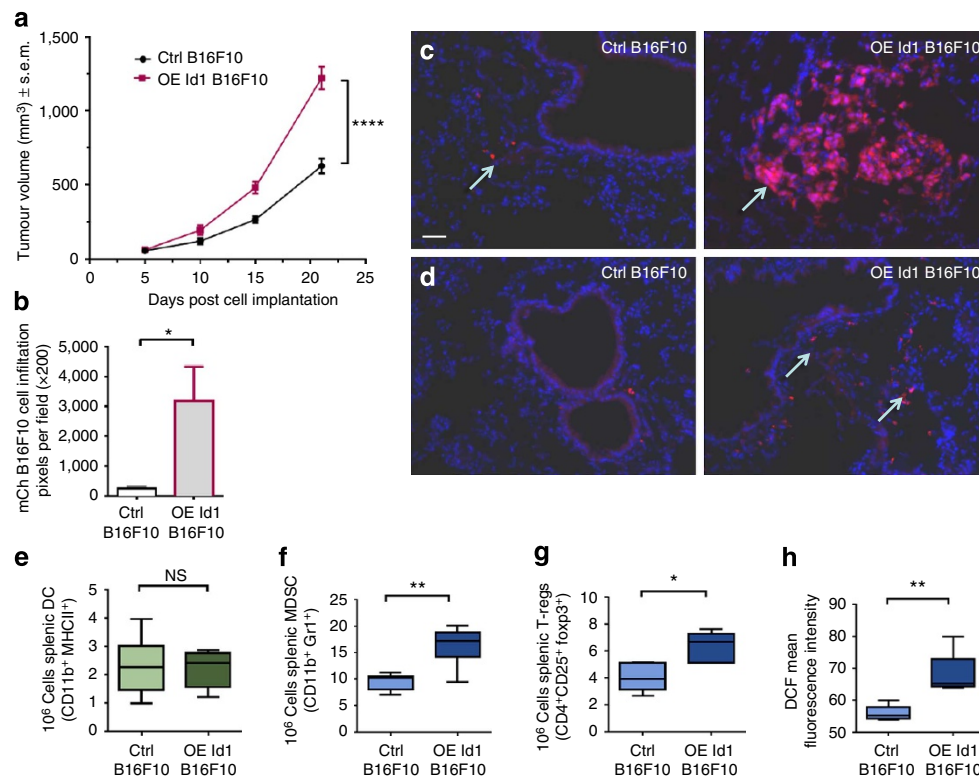 a
1,500
1,000
500
0
Tumour volume (mm³) ± s.e.m.
Ctrl B16F10
OE Id1 B16F10
****
0 5 10 15 20 25
Days post cell implantation
b
mCh B16F10 cell infiltation
pixels per field (×200)
5,000
4,000
3,000
2,000
1,000
0
*
Ctrl
B16F10
OE Id1
B16F10
c
Ctrl B16F10
OE Id1 B16F10
d
Ctrl B16F10
OE Id1 B16F10
e
10⁶ Cells splenic DC
(CD11b⁺ MHCII⁺)
5
4
3
2
1
0
NS
Ctrl
B16F10
OE Id1
B16F10
f
10⁶ Cells splenic MDSC
(CD11b⁺ Gr1⁺)
25
20
15
10
5
0
**
Ctrl
B16F10
OE Id1
B16F10
g
10⁶ Cells splenic T-regs
(CD4⁺CD25⁺ foxp3⁺)
10
8
6
4
2
0
*
Ctrl
B16F10
OE Id1
B16F10
h
DCF mean
fluorescence intensity
90
80
70
60
50
**
Ctrl
B16F10
OE Id1
B16F10